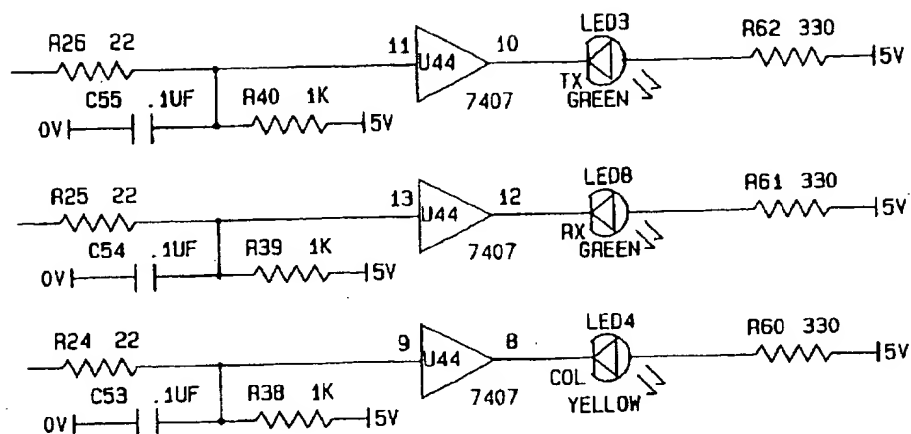 LED3
R26 22
11
U44
10
R62 330
5V
TX
GREEN
7407
C55 .1UF
R40 1K
0V
5V
LED8
R25 22
13
U44
12
R61 330
5V
RX
GREEN
7407
C54 .1UF
R39 1K
0V
5V
LED4
R24 22
9
U44
8
R60 330
5V
COL
YELLOW
7407
C53 .1UF
R38 1K
0V
5V